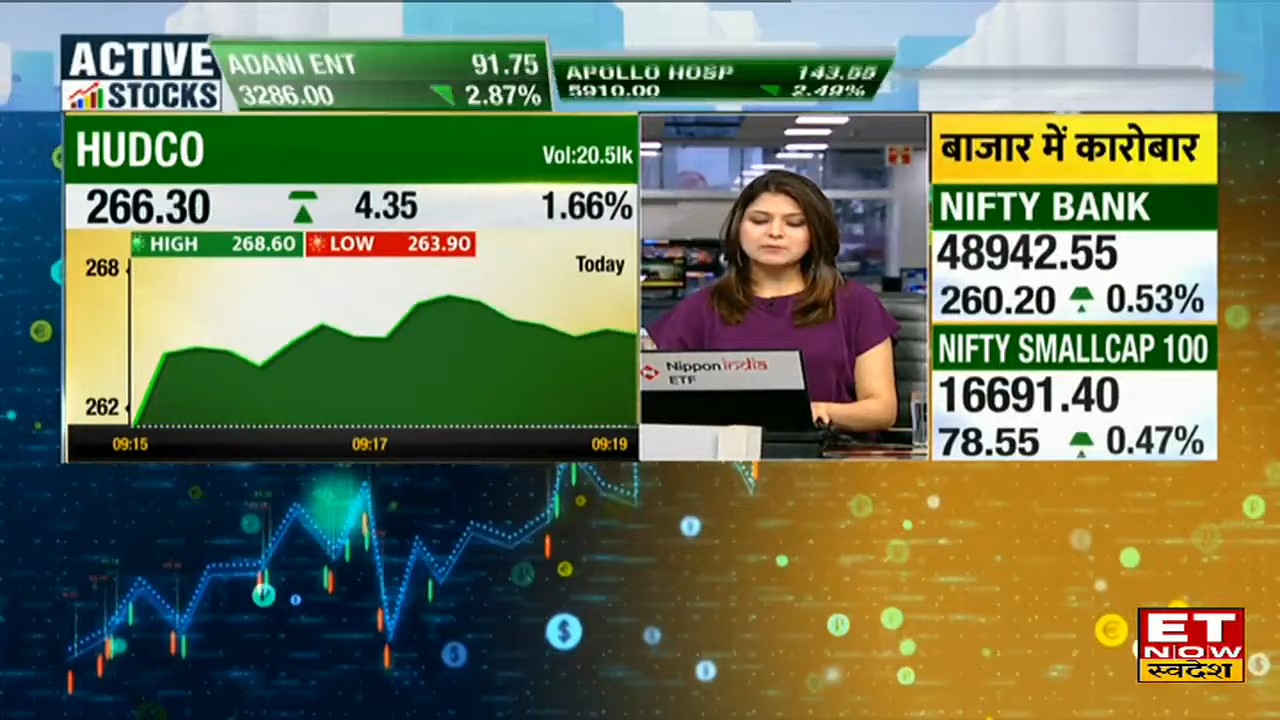 ACTIVE
STOCKS
ADANI ENT 91.75
3286.00 2.87%
APOLLO HOSP 143.55
5910.00 2.49%
HUDCO
Vol:20.5lk
266.30 4.35 1.66%
HIGH 268.60 LOW 263.90
Today
268
262
09:15 09:17 09:19
Nippon india
ETF
बाजार में कारोबार
NIFTY BANK
48942.55
260.20 0.53%
NIFTY SMALLCAP 100
16691.40
78.55 0.47%
ET
NOW
स्वदेश